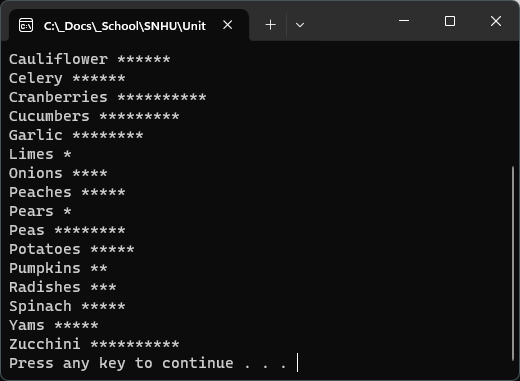 C:\_Docs\_School\SNHU\Unit
Cauliflower ******
Celery ******
Cranberries **********
Cucumbers *********
Garlic ********
Limes *
Onions ****
Peaches *****
Pears *
Peas ********
Potatoes *****
Pumpkins **
Radishes ***
Spinach *****
Yams *****
Zucchini **********
Press any key to continue . . .